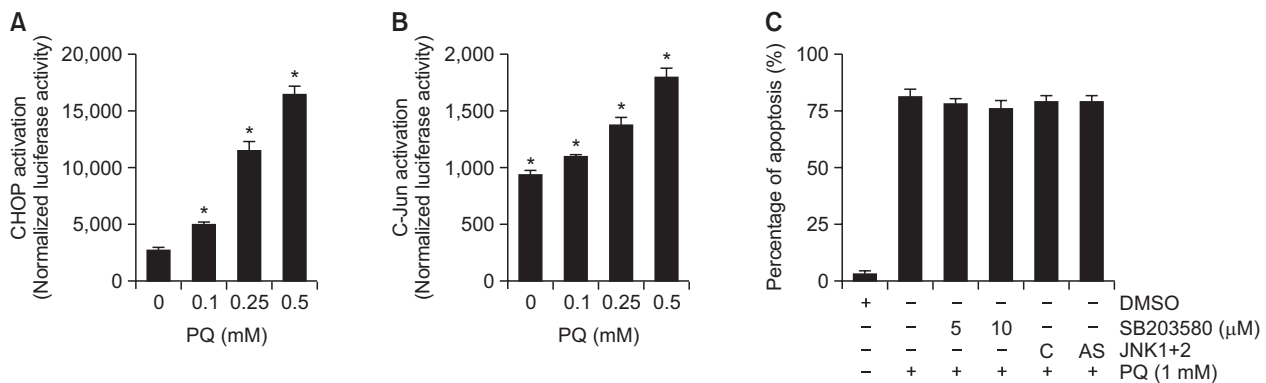 A
CHOP activation
(Normalized luciferase activity)
20,000
15,000
10,000
5,000
0
*
*
*
0 0.1 0.25 0.5
PQ (mM)
B
C-Jun activation
(Normalized luciferase activity)
2,000
1,500
1,000
500
0
*
*
*
*
0 0.1 0.25 0.5
PQ (mM)
C
Percentage of apoptosis (%)
100
75
50
25
0
+ − − − − − DMSO
− − 5 10 − − SB203580 (μM)
− − − − C AS JNK1+2
− + + + + + PQ (1 mM)